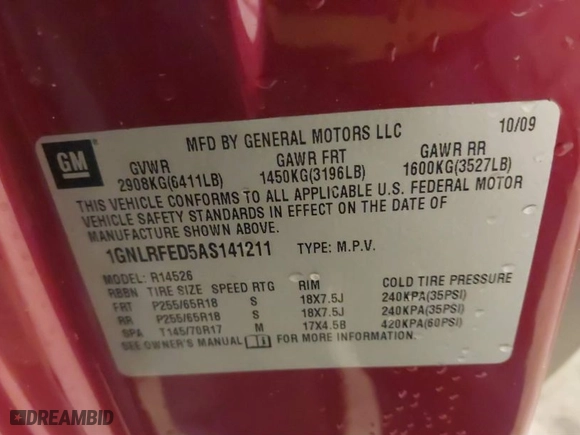 10/09
MFD BY GENERAL MOTORS LLC
GM
GVWR GAWR FRT GAWR RR
2908KG(6411LB) 1450KG(3196LB) 1600KG(3527LB)
THIS VEHICLE CONFORMS TO ALL APPLICABLE U.S. FEDERAL MOTOR
VEHICLE SAFETY STANDARDS IN EFFECT ON THE DATE OF
MANUFACTURE SHOWN ABOVE.
1GNLRFED5AS141211 TYPE: M.P.V.
MODEL: R14526
RBBN TIRE SIZE SPEED RTG RIM COLD TIRE PRESSURE
FRT P255/65R18 S 18X7.5J 240KPA(35PSI)
RR P255/65R18 S 18X7.5J 240KPA(35PSI)
SPA T145/70R17 M 17X4.5B 420KPA(60PSI)
SEE OWNER'S MANUAL FOR MORE INFORMATION.
DREAMBID